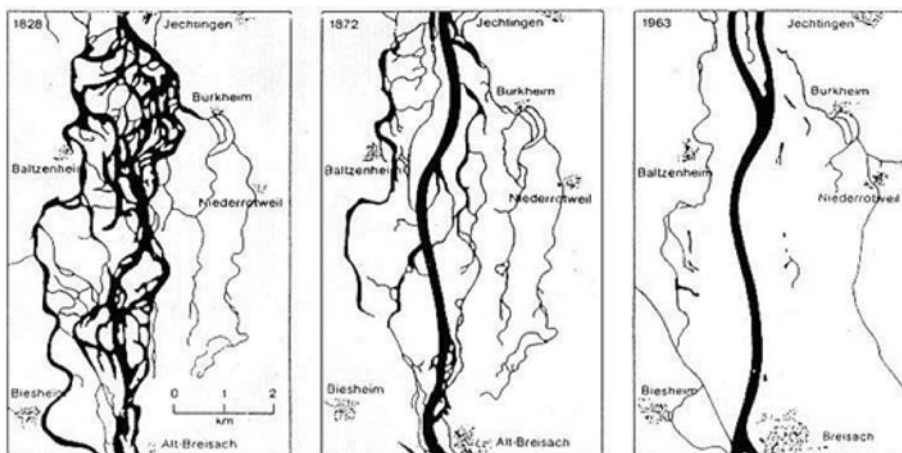 1828
Jechtingen
Burkheim
Baltzenheim
Niederrotweil
Biesheim
0 1 2
km
Alt-Breisach
1872
Jechtingen
Burkheim
Baltzenheim
Niederrotweil
Biesheim
Alt-Breisach
1963
Jechtingen
Burkheim
Baltzenheim
Niederrotweil
Biesheim
Breisach